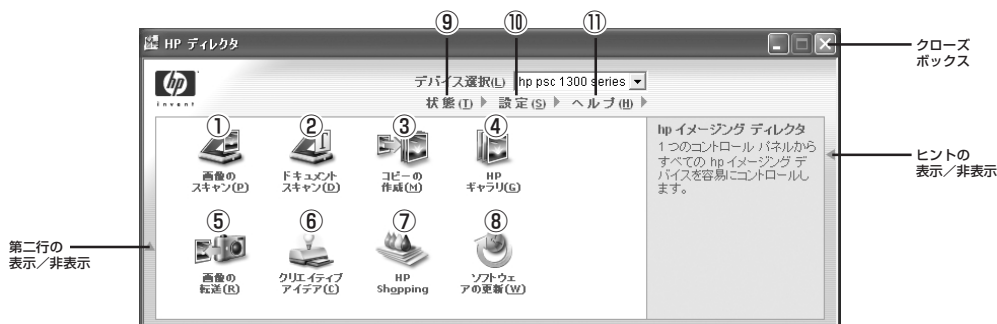 ⑨ ⑩ ⑪
HP ディレクタ
クローズ
ボックス
hp
invent
デバイス選択(L) hp psc 1300 series
状態(T) 設定(S) ヘルプ(H)
① ② ③ ④
画像の
スキャン(P)
ドキュメント
スキャン(D)
コピーの
作成(M)
HP
ギャラリ(G)
hp イメージング ディレクタ
1 つのコントロール パネルから
すべての hp イメージング デ
バイスを容易にコントロールし
ます。
ヒントの
表示／非表示
⑤ ⑥ ⑦ ⑧
第二行の
表示／非表示
画像の
転送(R)
クリエイティブ
アイデア(C)
HP
Shopping
ソフトウェ
アの更新(W)